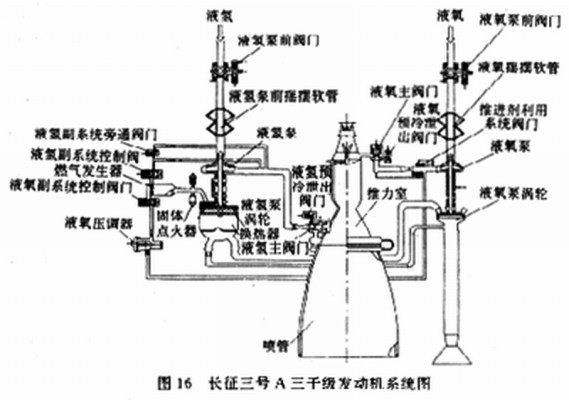 液氢
液氢泵前阀门
液氢泵前摇摆软管
液氢泵
液氢副系统旁通阀门
液氢副系统控制阀
燃气发生器
液氧副系统控制阀门
液氧压调器
固体
点火器
液氢泵
涡轮
换热器
液氢主阀门
液氢预
冷泄出
阀门
推力室
喷管
液氧
液氧泵前阀门
液氧摇摆软管
液氧主阀门
液氧
预冷泄
出阀门
推进剂利用
系统阀门
液氧泵
液氧泵涡轮
图16 长征三号A三子级发动机系统图